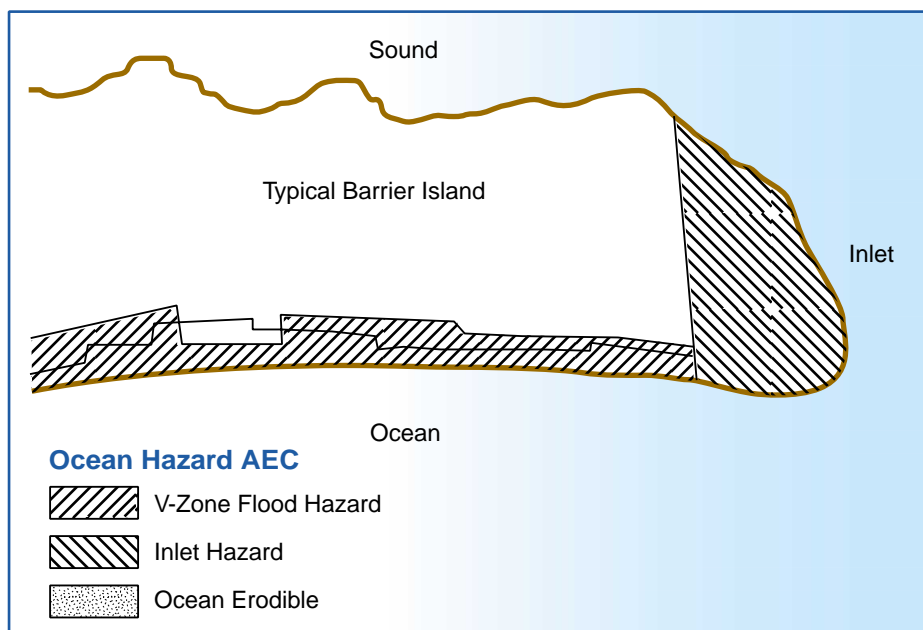 Sound
Typical Barrier Island
Inlet
Ocean
Ocean Hazard AEC
V-Zone Flood Hazard
Inlet Hazard
Ocean Erodible